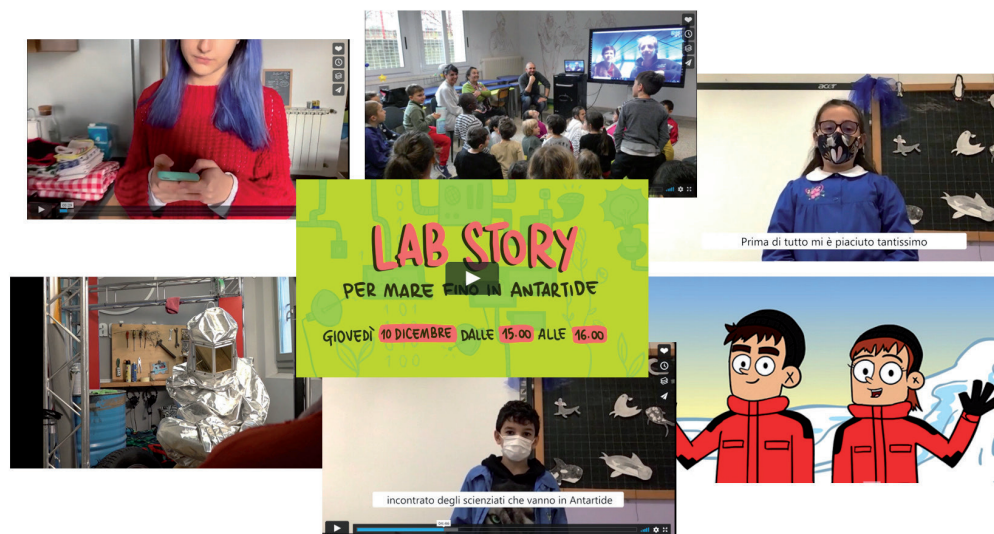 acer
Prima di tutto mi è piaciuto tantissimo
LAB STORY
PER MARE FINO IN ANTARTIDE
GIOVEDÌ 10 DICEMBRE DALLE 15.00 ALLE 16.00
incontrato degli scienziati che vanno in Antartide